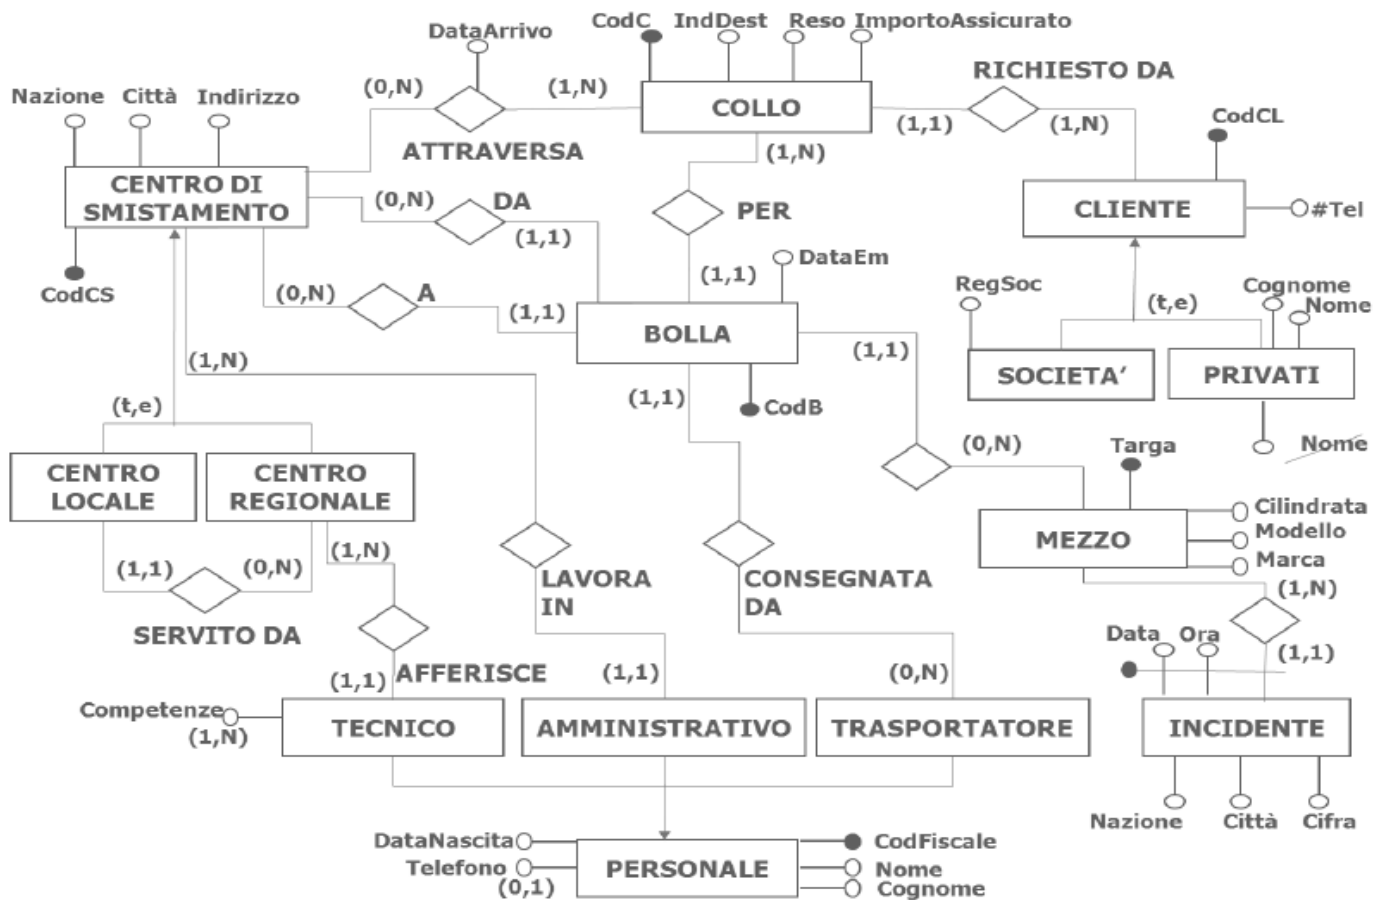 CodC IndDest Reso ImportoAssicurato
DataArrivo
RICHIESTO DA
(0,N) (1,N)
Nazione Città Indirizzo
COLLO
CodCL
(1,1) (1,N)
ATTRAVERSA
(1,N)
CENTRO DI
SMISTAMENTO
(0,N) DA
PER
CLIENTE
#Tel
(1,1)
DataEm
(1,1)
RegSoc
Cognome
Nome
CodCS
(0,N) A
(1,1)
(t,e)
BOLLA
(1,1)
(1,N)
SOCIETA’
PRIVATI
(1,1)
(t,e)
CodB
(0,N)
Targa
Nome
CENTRO
LOCALE
CENTRO
REGIONALE
Cilindrata
Modello
Marca
MEZZO
(1,1) (0,N)
(1,N)
LAVORA
IN
CONSEGNATA
DA
(1,N)
SERVITO DA
Data Ora
(1,1)
AFFERISCE
(1,1)
(1,1)
(0,N)
Competenze
(1,N)
TECNICO
AMMINISTRATIVO
TRASPORTATORE
INCIDENTE
Nazione Città Cifra
DataNascita
CodFiscale
Telefono
(0,1)
PERSONALE
Nome
Cognome